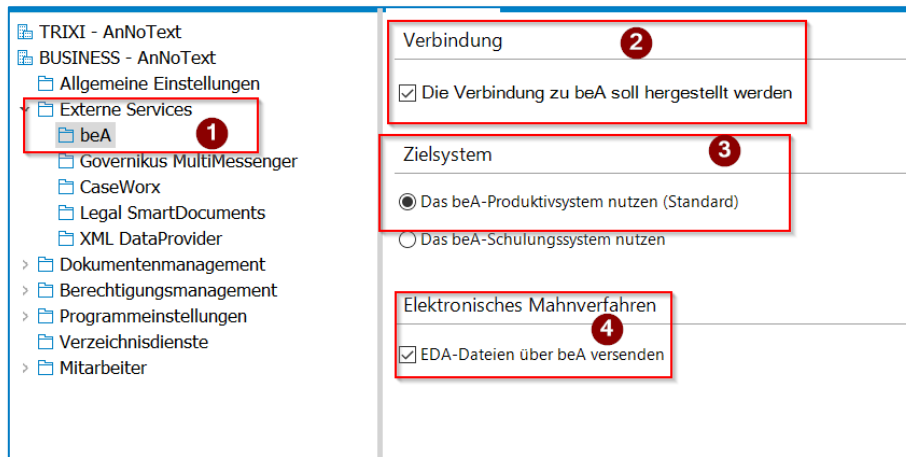 TRIXI - AnNoText
BUSINESS - AnNoText
Allgemeine Einstellungen
Externe Services
beA
1
Governikus MultiMessenger
CaseWorx
Legal SmartDocuments
XML DataProvider
Dokumentenmanagement
Berechtigungsmanagement
Programmeinstellungen
Verzeichnisdienste
Mitarbeiter
Verbindung
2
Die Verbindung zu beA soll hergestellt werden
Zielsystem
3
Das beA-Produktivsystem nutzen (Standard)
Das beA-Schulungssystem nutzen
Elektronisches Mahnverfahren
4
EDA-Dateien über beA versenden